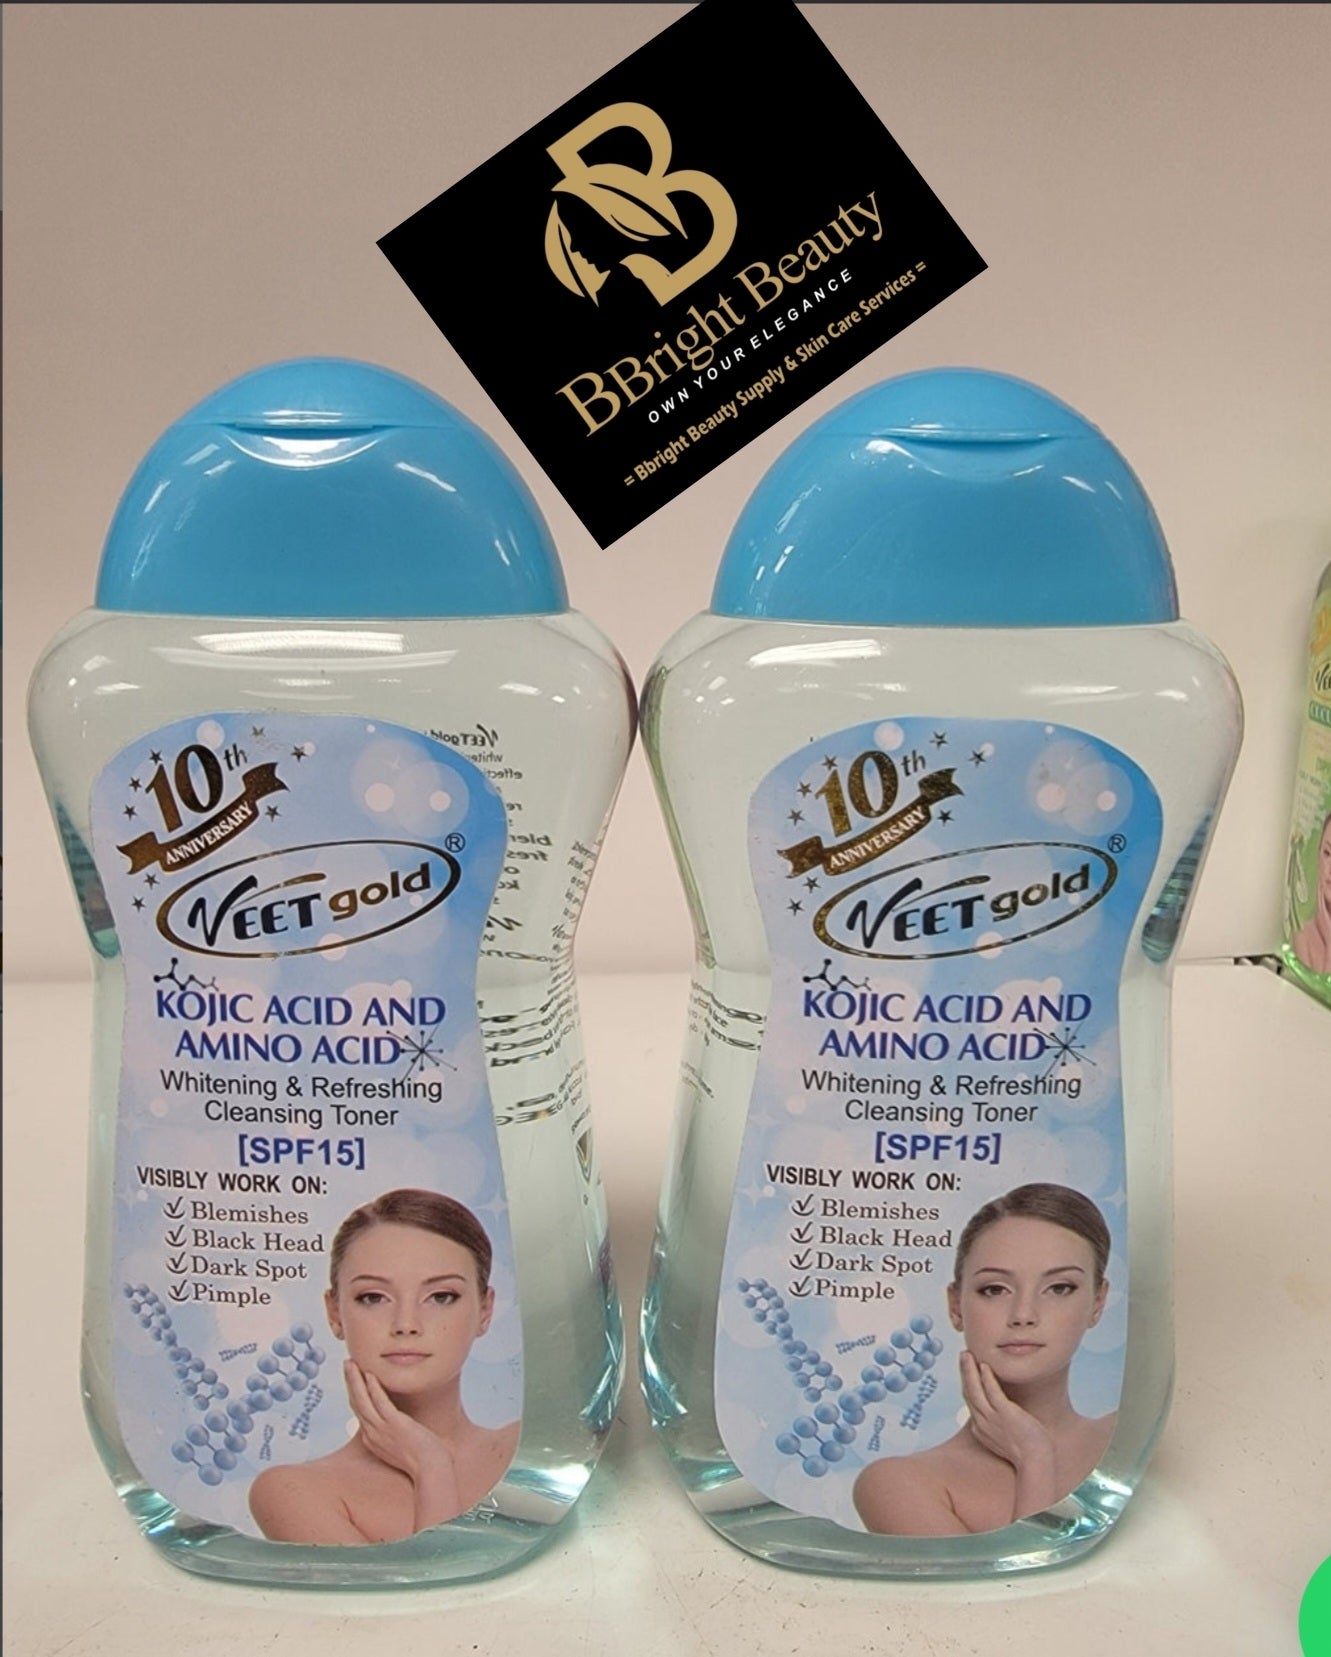 BBright Beauty
OWN YOUR ELEGANCE
= Bbright Beauty Supply & Skin Care Services =
10th
ANNIVERSARY
VEET gold ®
KOJIC ACID AND
AMINO ACID
Whitening & Refreshing
Cleansing Toner
[SPF15]
VISIBLY WORK ON:
Blemishes
Black Head
Dark Spot
Pimple
10th
ANNIVERSARY
VEET gold ®
KOJIC ACID AND
AMINO ACID
Whitening & Refreshing
Cleansing Toner
[SPF15]
VISIBLY WORK ON:
Blemishes
Black Head
Dark Spot
Pimple